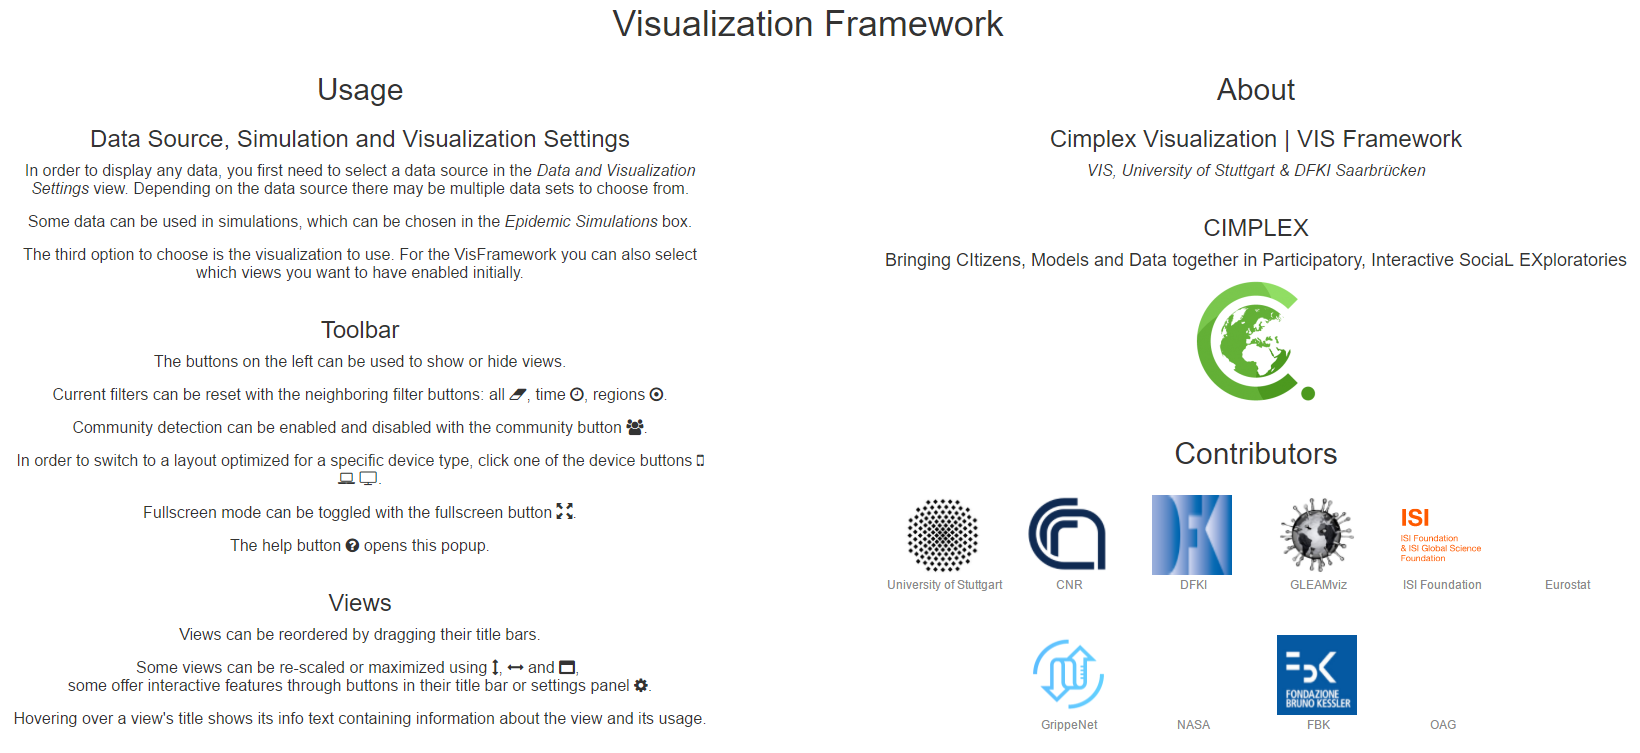 Visualization Framework
Usage
Data Source, Simulation and Visualization Settings
In order to display any data, you first need to select a data source in the Data and Visualization
Settings view. Depending on the data source there may be multiple data sets to choose from.
Some data can be used in simulations, which can be chosen in the Epidemic Simulations box.
The third option to choose is the visualization to use. For the VisFramework you can also select
which views you want to have enabled initially.
Toolbar
The buttons on the left can be used to show or hide views.
Current filters can be reset with the neighboring filter buttons: all , time , regions .
Community detection can be enabled and disabled with the community button .
In order to switch to a layout optimized for a specific device type, click one of the device buttons
.
Fullscreen mode can be toggled with the fullscreen button .
The help button ? opens this popup.
Views
Views can be reordered by dragging their title bars.
Some views can be re-scaled or maximized using , and ,
some offer interactive features through buttons in their title bar or settings panel .
Hovering over a view's title shows its info text containing information about the view and its usage.
About
Cimplex Visualization | VIS Framework
VIS, University of Stuttgart & DFKI Saarbrücken
CIMPLEX
Bringing CItizens, Models and Data together in Participatory, Interactive SociaL EXploratories
Contributors
DFK
ISI
ISI Foundation
& ISI Global Science
Foundation
University of Stuttgart
CNR
DFKI
GLEAMviz
ISI Foundation
Eurostat
FBK
FONDAZIONE
BRUNO KESSLER
GrippeNet
NASA
FBK
OAG